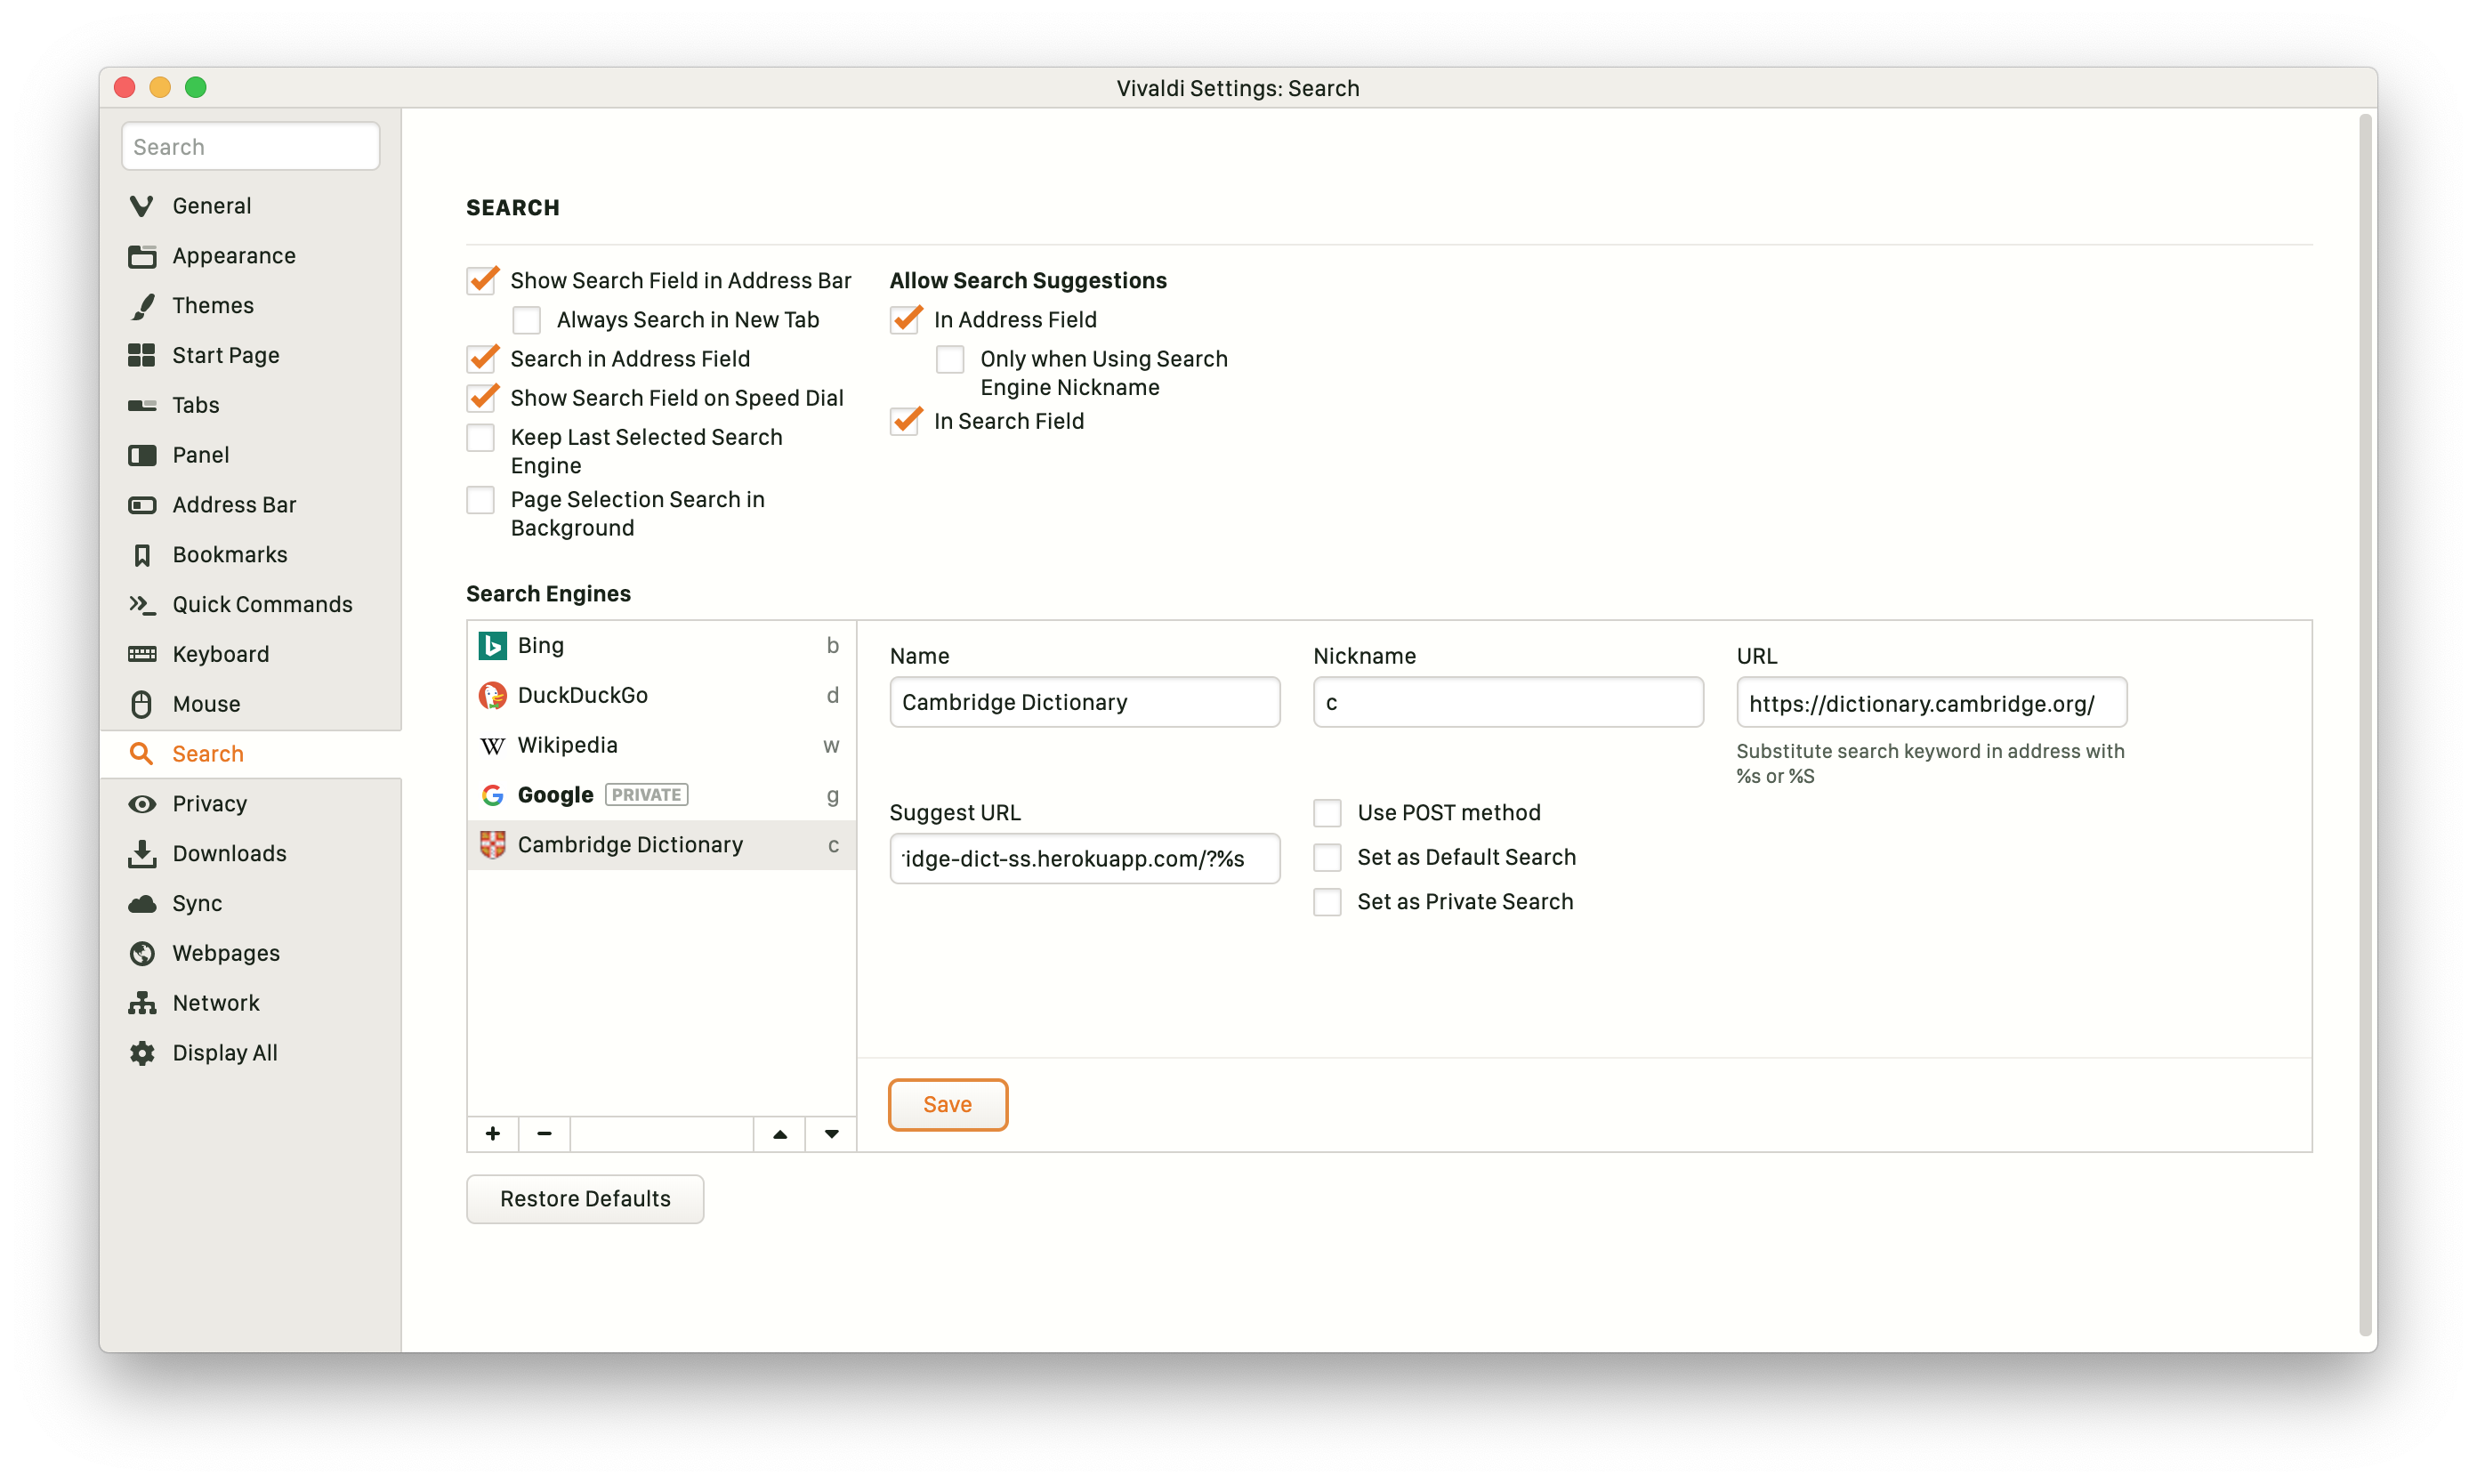 Vivaldi Settings: Search
Search
General
Appearance
Themes
Start Page
Tabs
Panel
Address Bar
Bookmarks
Quick Commands
Keyboard
Mouse
Search
Privacy
Downloads
Sync
Webpages
Network
Display All
SEARCH
Show Search Field in Address Bar
Always Search in New Tab
Search in Address Field
Show Search Field on Speed Dial
Keep Last Selected Search
Engine
Page Selection Search in
Background
Allow Search Suggestions
In Address Field
Only when Using Search
Engine Nickname
In Search Field
Search Engines
Bing b
DuckDuckGo d
Wikipedia w
Google PRIVATE g
Cambridge Dictionary c
Restore Defaults
Name
Cambridge Dictionary
Nickname
c
URL
https://dictionary.cambridge.org/
Substitute search keyword in address with
%s or %S
Suggest URL
idge-dict-ss.herokuapp.com/?%s
Use POST method
Set as Default Search
Set as Private Search
Save